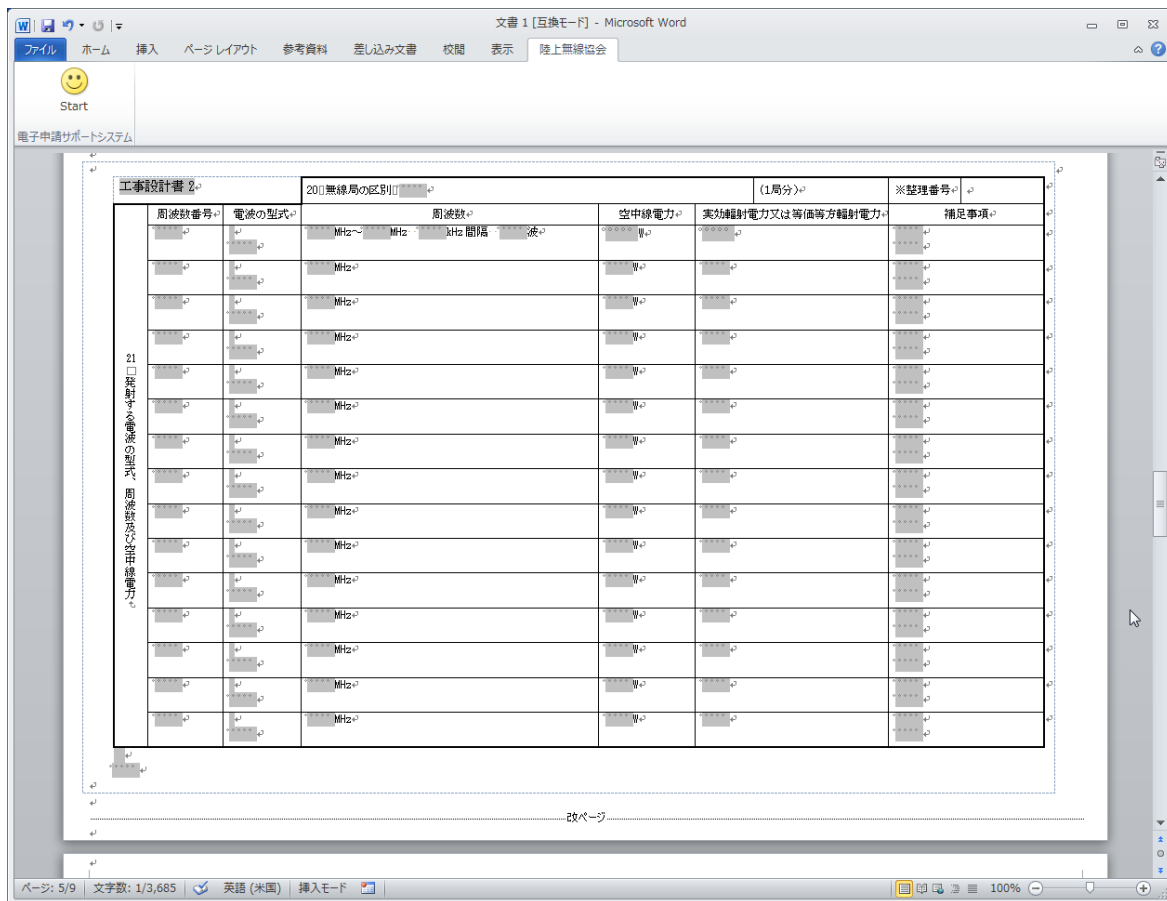 文書 1 [互換モード] - Microsoft Word
ファイル ホーム 挿入 ページ レイアウト 参考資料 差し込み文書 校閲 表示 陸上無線協会
Start
電子申請サポートシステム
工事設計書 2
20 無線局の区別 (1局分) ※整理番号
周波数番号 電波の型式 周波数 空中線電力 実効輻射電力又は等価等方輻射電力 補足事項
MHz～ MHz kHz 間隔 波 W
MHz W
MHz W
MHz W
MHz W
MHz W
MHz W
MHz W
MHz W
MHz W
MHz W
MHz W
MHz W
MHz W
MHz W
21 発射する電波の型式、周波数及び空中線電力
改ページ
ページ: 5/9 文字数: 1/3,685 英語 (米国) 挿入モード 100%